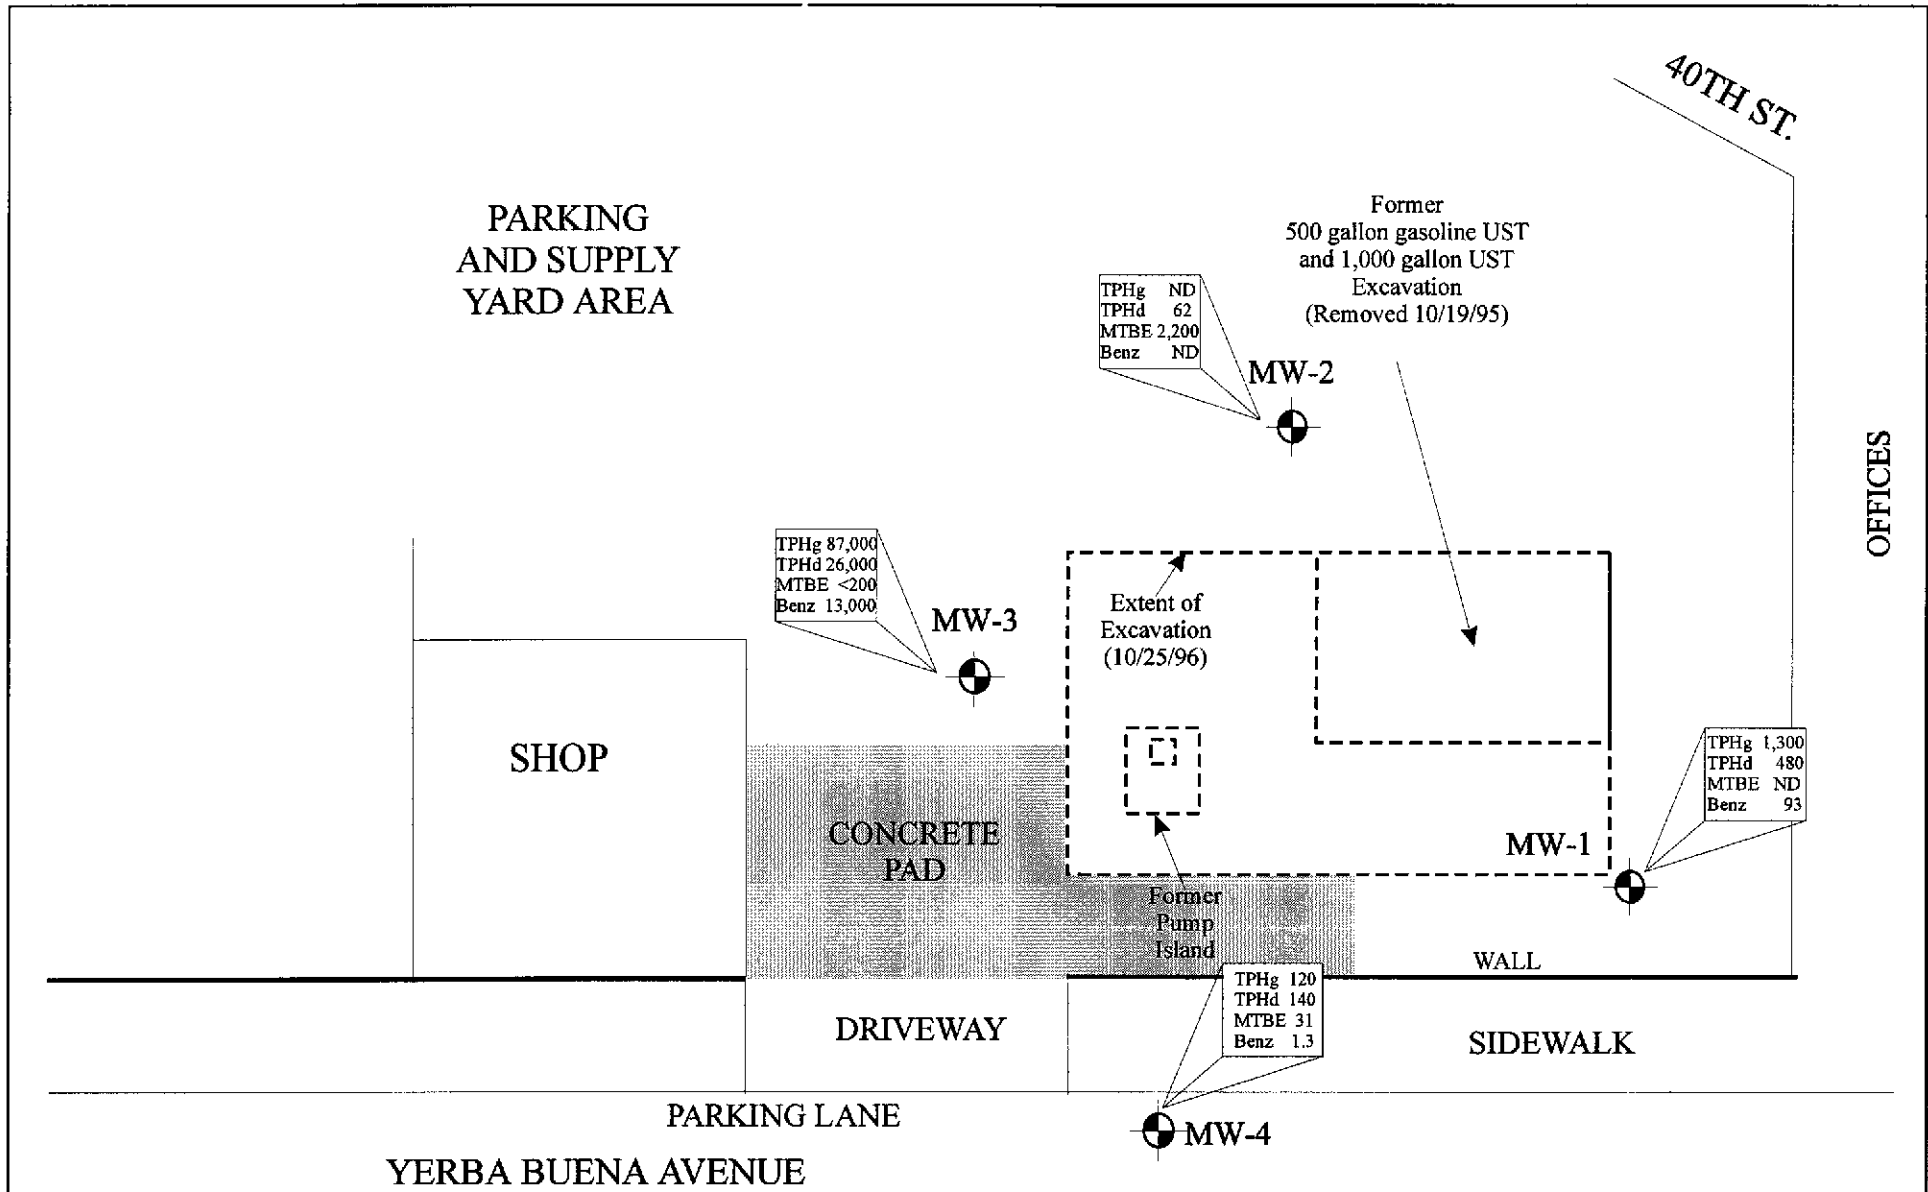 40TH ST.
PARKING
AND SUPPLY
YARD AREA
Former
500 gallon gasoline UST
and 1,000 gallon UST
Excavation
(Removed 10/19/95)
TPHg ND
TPHd 62
MTBE 2,200
Benz ND
MW-2
OFFICES
TPHg 87,000
TPHd 26,000
MTBE <200
Benz 13,000
MW-3
Extent of
Excavation
(10/25/96)
SHOP
TPHg 1,300
TPHd 480
MTBE ND
Benz 93
CONCRETE
PAD
MW-1
Former
Pump
Island
WALL
TPHg 120
TPHd 140
MTBE 31
Benz 1.3
DRIVEWAY
SIDEWALK
PARKING LANE
MW-4
YERBA BUENA AVENUE